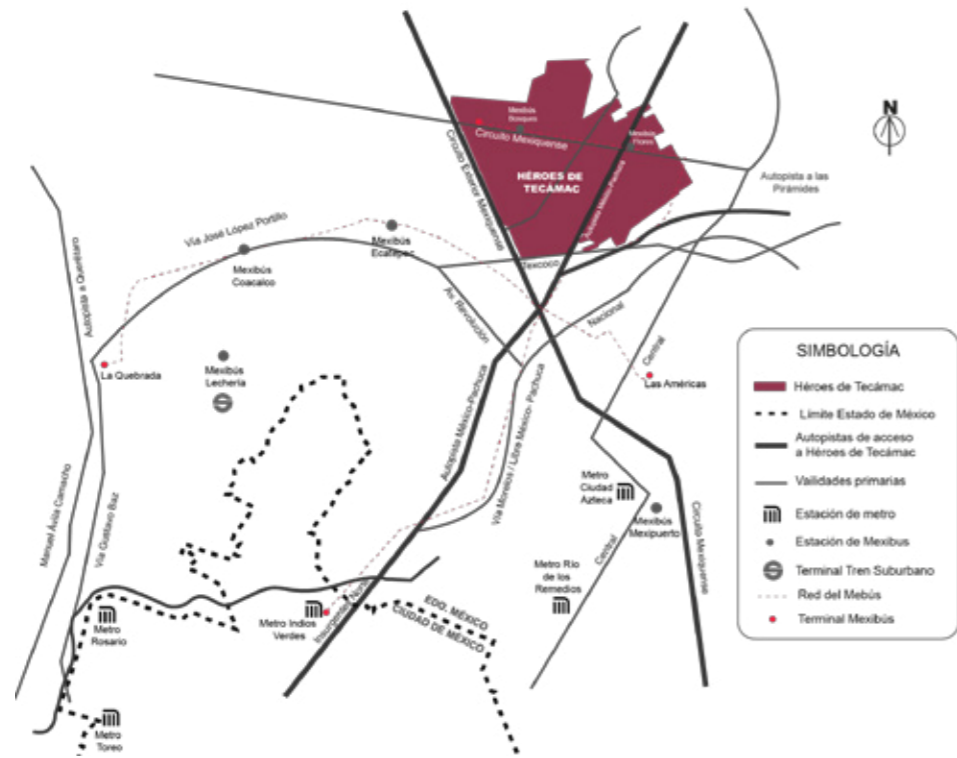 N
Mexibús
Bosques
Circuito Mexiquense
Mexibús
Flores
HÉROES DE
TECÁMAC
Autopista México-Pachuca
Circuito Exterior Mexiquense
Autopista a las
Pirámides
Vía José López Portillo
Mexibús
Ecatepec
Mexibús
Coacalco
Texcoco
Autopista a Querétaro
Av. Revolución
Nacional
Central
La Quebrada
Mexibús
Lechería
Las Américas
Autopista México-Pachuca
Vía Morelos / Libre México- Pachuca
Metro
Ciudad
Azteca
Mexibús
Mexipuerto
Circuito Mexiquense
Central
Manuel Ávila Camacho
Vía Gustavo Baz
Metro Río
de los
Remedios
Metro Indios
Verdes
Insurgentes Norte
EDO. MÉXICO
CIUDAD DE MÉXICO
Metro
Rosario
Metro
Toreo
SIMBOLOGÍA
Héroes de Tecámac
Límite Estado de México
Autopistas de acceso
a Héroes de Tecámac
Vailidades primarias
Estación de metro
Estación de Mexibus
Terminal Tren Suburbano
Red del Mebús
Terminal Mexibús